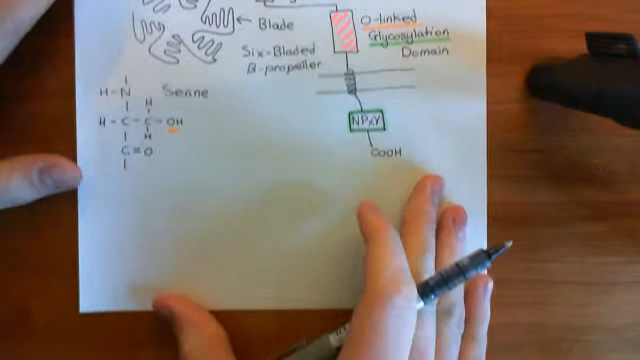 ← Blade
O-linked
Glycosylation
Domain
Six-Bladed
β-propeller
Serine
H-N
H
H-C-C-OH
H
C=O
NPxY
COOH